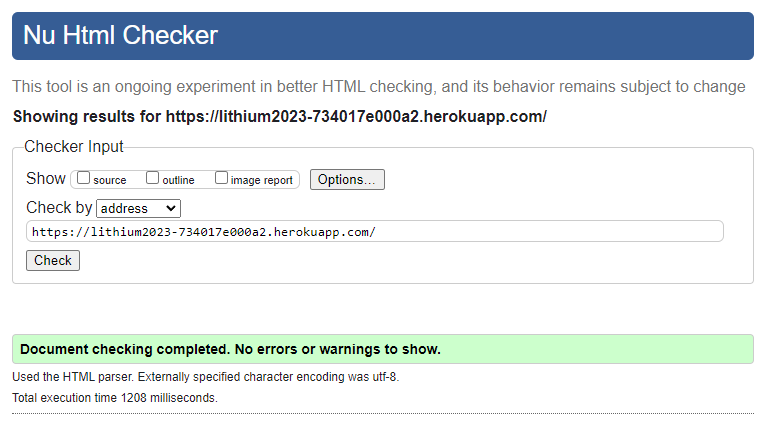 Nu Html Checker
This tool is an ongoing experiment in better HTML checking, and its behavior remains subject to change
Showing results for https://lithium2023-734017e000a2.herokuapp.com/
Checker Input
Show source outline image report Options...
Check by address
https://lithium2023-734017e000a2.herokuapp.com/
Check
Document checking completed. No errors or warnings to show.
Used the HTML parser. Externally specified character encoding was utf-8.
Total execution time 1208 milliseconds.